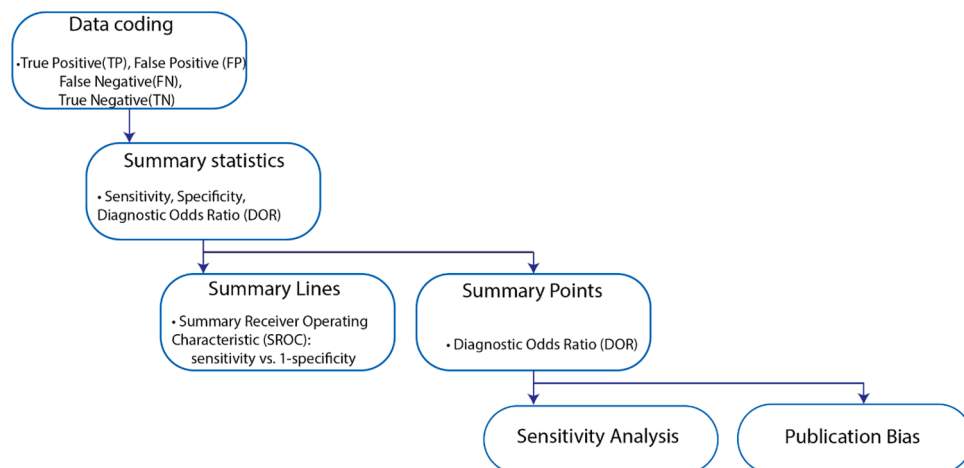 Data coding
•True Positive(TP), False Positive (FP)
False Negative(FN),
True Negative(TN)
Summary statistics
• Sensitivity, Specificity,
Diagnostic Odds Ratio (DOR)
Summary Lines
• Summary Receiver Operating
Characteristic (SROC):
sensitivity vs. 1-specificity
Summary Points
• Diagnostic Odds Ratio (DOR)
Sensitivity Analysis
Publication Bias